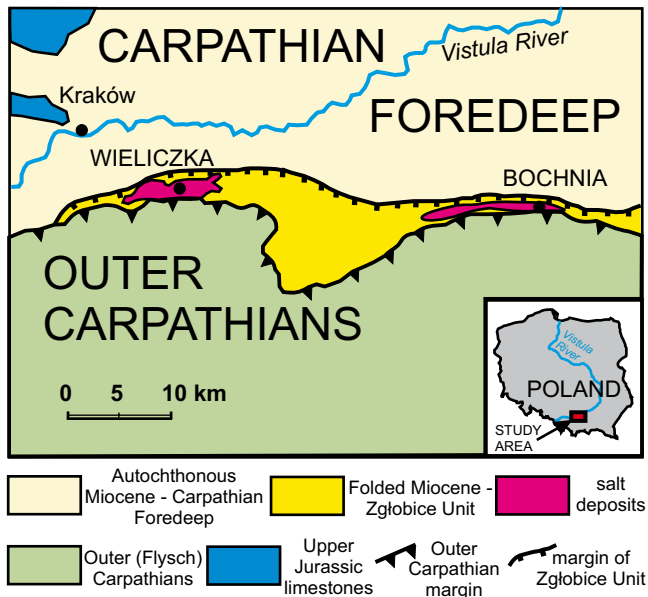 CARPATHIAN
Vistula River
Kraków
FOREDEEP
WIELICZKA
BOCHNIA
OUTER
CARPATHIANS
0 5 10 km
Vistula
River
POLAND
STUDY
AREA
Autochthonous
Miocene - Carpathian
Foredeep
Folded Miocene -
Zgłobice Unit
salt
deposits
Outer (Flysch)
Carpathians
Upper
Jurassic
limestones
Outer
Carpathian
margin
margin of
Zgłobice Unit